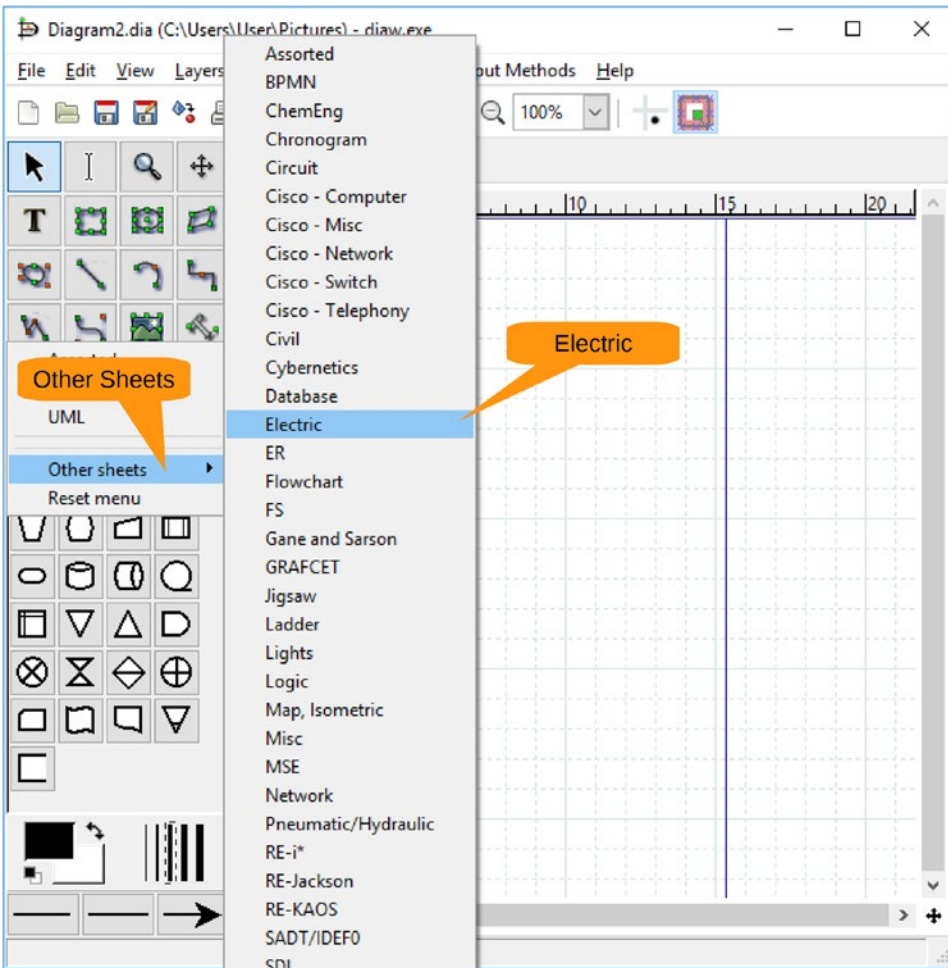 Diagram2.dia (C:\Users\User\Pictures) - diaw.exe
File Edit View Layers put Methods Help
100%
10 15 20
T
Other Sheets
UML
Other sheets
Reset menu
Assorted
BPMN
ChemEng
Chronogram
Circuit
Cisco - Computer
Cisco - Misc
Cisco - Network
Cisco - Switch
Cisco - Telephony
Civil
Cybernetics
Database
Electric
ER
Flowchart
FS
Gane and Sarson
GRAFCET
Jigsaw
Ladder
Lights
Logic
Map, Isometric
Misc
MSE
Network
Pneumatic/Hydraulic
RE-i*
RE-Jackson
RE-KAOS
SADT/IDEF0
SDL
Electric